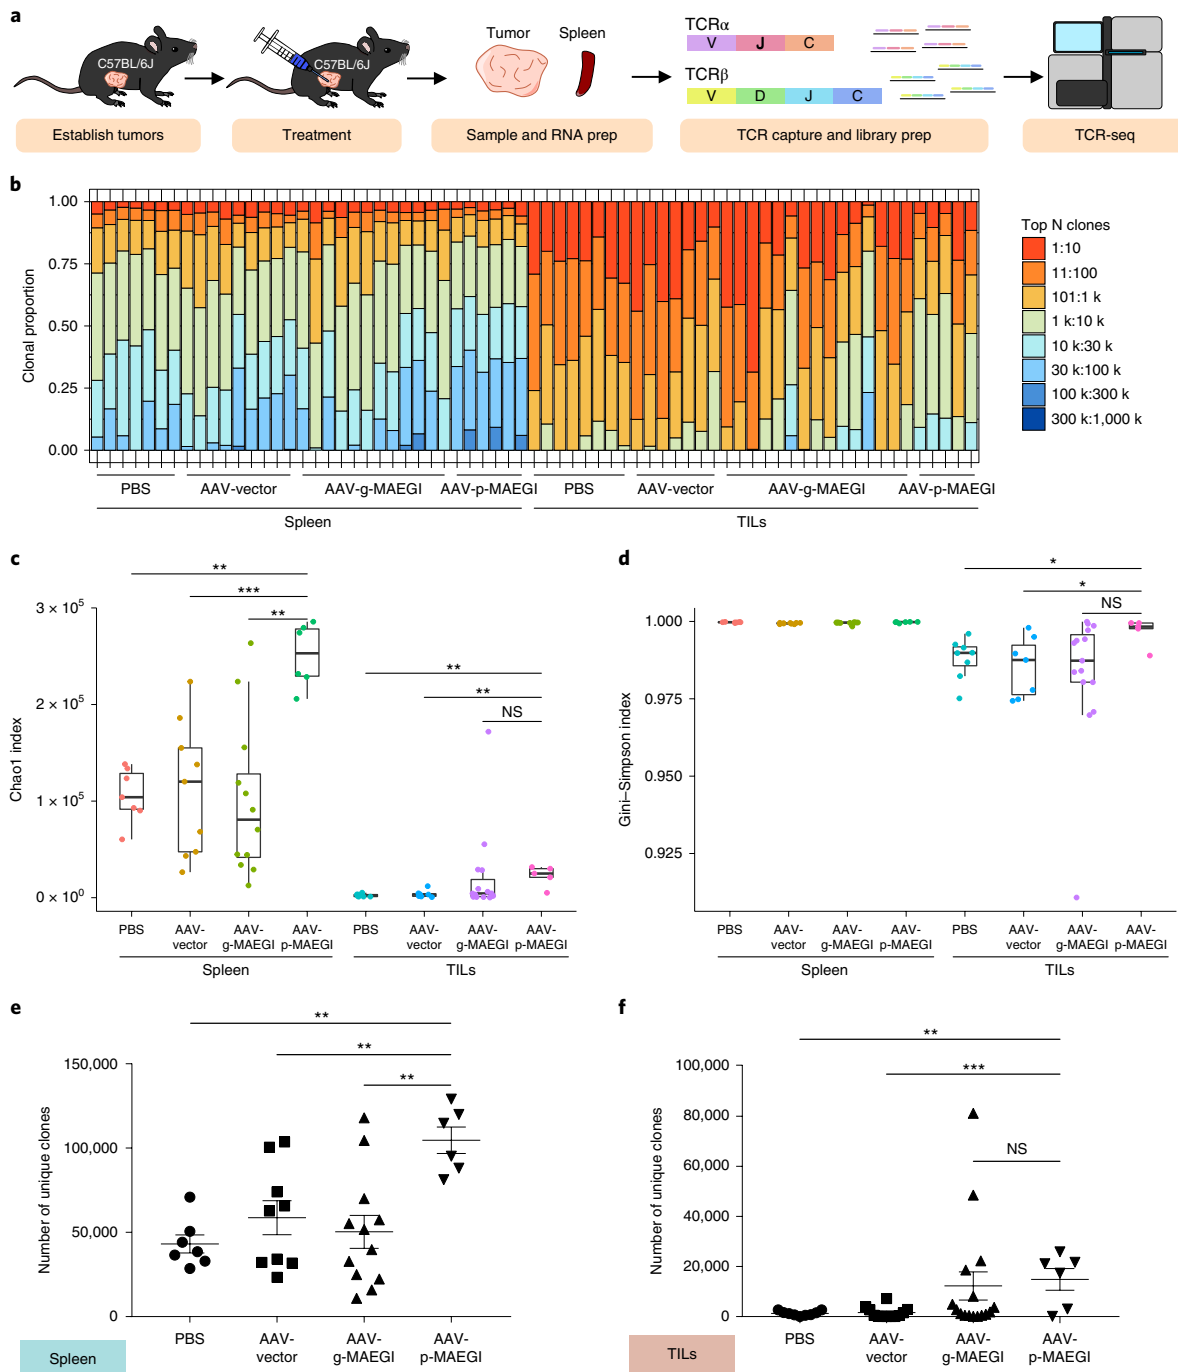 a
C57BL/6J
C57BL/6J
Tumor
Spleen
TCRα
V J C
TCRβ
V D J C
Establish tumors
Treatment
Sample and RNA prep
TCR capture and library prep
TCR-seq
b
Clonal proportion
1.00
0.75
0.50
0.25
0.00
PBS
AAV-vector
AAV-g-MAEGI
AAV-p-MAEGI
PBS
AAV-vector
AAV-g-MAEGI
AAV-p-MAEGI
Spleen
TILs
Top N clones
1:10
11:100
101:1 k
1 k:10 k
10 k:30 k
30 k:100 k
100 k:300 k
300 k:1,000 k
c
Chao1 index
3 × 10⁵
2 × 10⁵
1 × 10⁵
0 × 10⁰
**
***
**
**
**
NS
PBS
AAV-
vector
AAV-
g-MAEGI
AAV-
p-MAEGI
PBS
AAV-
vector
AAV-
g-MAEGI
AAV-
p-MAEGI
Spleen
TILs
d
Gini–Simpson index
1.000
0.975
0.950
0.925
*
*
NS
PBS
AAV-
vector
AAV-
g-MAEGI
AAV-
p-MAEGI
PBS
AAV-
vector
AAV-
g-MAEGI
AAV-
p-MAEGI
Spleen
TILs
e
Number of unique clones
150,000
100,000
50,000
0
**
**
**
PBS
AAV-
vector
AAV-
g-MAEGI
AAV-
p-MAEGI
Spleen
f
Number of unique clones
100,000
80,000
60,000
40,000
20,000
0
**
***
NS
PBS
AAV-
vector
AAV-
g-MAEGI
AAV-
p-MAEGI
TILs